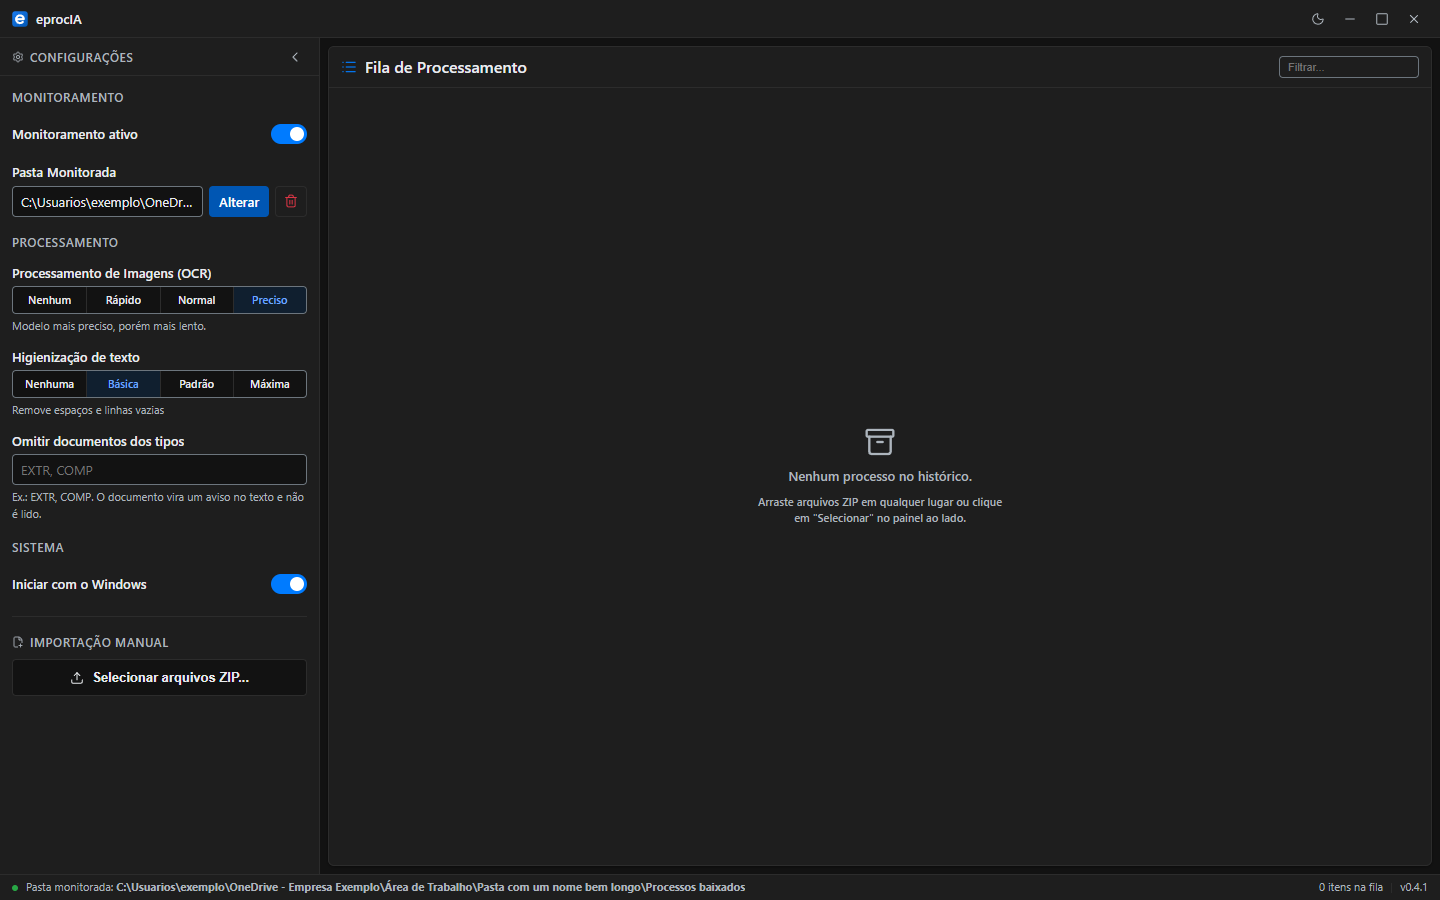 eprocIA
CONFIGURAÇÕES
MONITORAMENTO
Monitoramento ativo
Pasta Monitorada
C:\Usuarios\exemplo\OneDr...
Alterar
PROCESSAMENTO
Processamento de Imagens (OCR)
Nenhum Rápido Normal Preciso
Modelo mais preciso, porém mais lento.
Higienização de texto
Nenhuma Básica Padrão Máxima
Remove espaços e linhas vazias
Omitir documentos dos tipos
EXTR, COMP
Ex.: EXTR, COMP. O documento vira um aviso no texto e não
é lido.
SISTEMA
Iniciar com o Windows
IMPORTAÇÃO MANUAL
Selecionar arquivos ZIP...
Fila de Processamento
Filtrar...
Nenhum processo no histórico.
Arraste arquivos ZIP em qualquer lugar ou clique
em "Selecionar" no painel ao lado.
Pasta monitorada: C:\Usuarios\exemplo\OneDrive - Empresa Exemplo\Área de Trabalho\Pasta com um nome bem longo\Processos baixados
0 itens na fila
v0.4.1